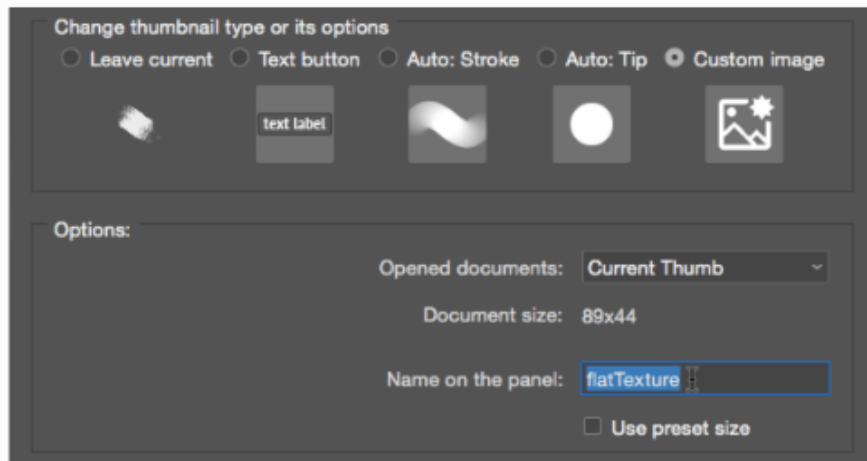 Change thumbnail type or its options
Leave current Text button Auto: Stroke Auto: Tip Custom image
text label
Options:
Opened documents: Current Thumb
Document size: 89x44
Name on the panel: flatTexture
Use preset size